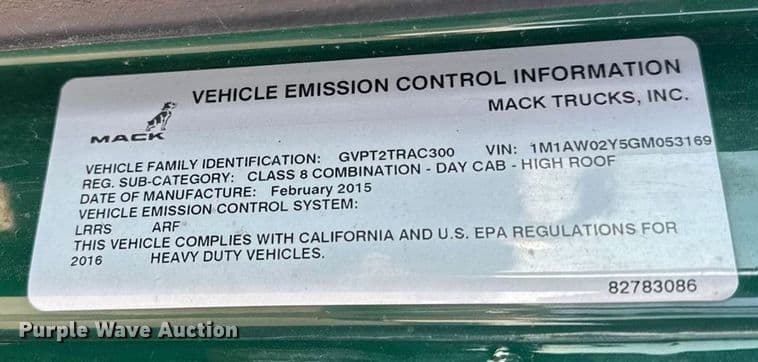 VEHICLE EMISSION CONTROL INFORMATION
MACK
MACK TRUCKS, INC.
VEHICLE FAMILY IDENTIFICATION: GVPT2TRAC300 VIN: 1M1AW02Y5GM053169
REG. SUB-CATEGORY: CLASS 8 COMBINATION - DAY CAB - HIGH ROOF
DATE OF MANUFACTURE: February 2015
VEHICLE EMISSION CONTROL SYSTEM:
LRRS ARF
THIS VEHICLE COMPLIES WITH CALIFORNIA AND U.S. EPA REGULATIONS FOR
2016 HEAVY DUTY VEHICLES.
82783086
Purple Wave Auction